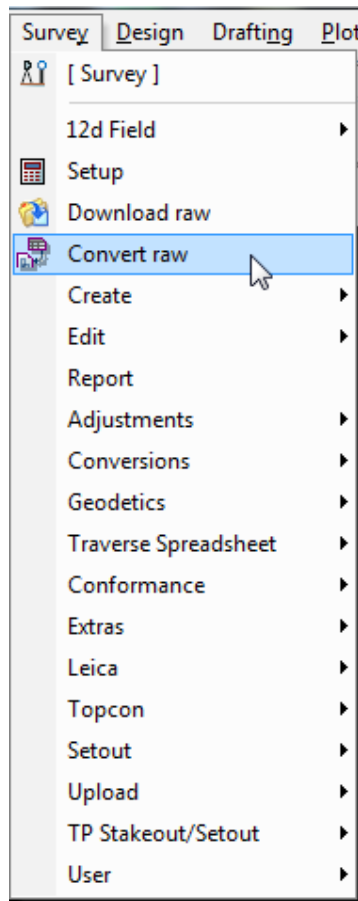 Survey Design Drafting Plot
[ Survey ]
12d Field
Setup
Download raw
Convert raw
Create
Edit
Report
Adjustments
Conversions
Geodetics
Traverse Spreadsheet
Conformance
Extras
Leica
Topcon
Setout
Upload
TP Stakeout/Setout
User